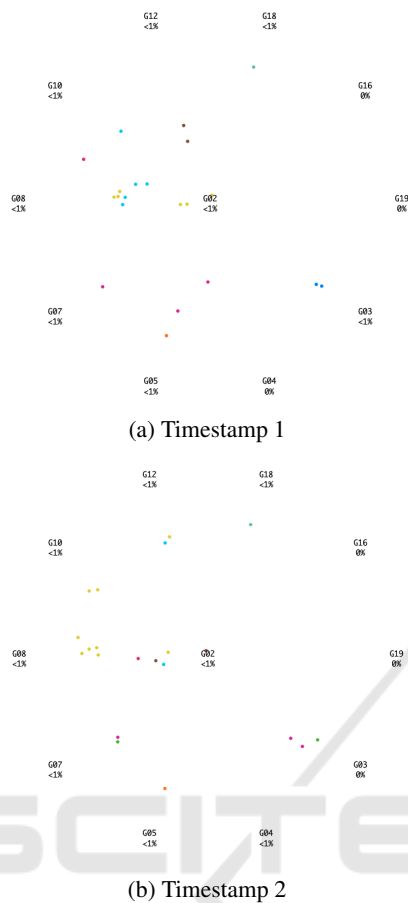 G12
<1%
G18
<1%
G10
<1%
G16
0%
G08
<1%
G02
<1%
G19
0%
G07
<1%
G03
<1%
G05
<1%
G04
0%
(a) Timestamp 1
G12
<1%
G18
<1%
G10
<1%
G16
0%
G08
<1%
G02
<1%
G19
0%
G07
<1%
G03
0%
G05
<1%
G04
<1%
(b) Timestamp 2
SCITE